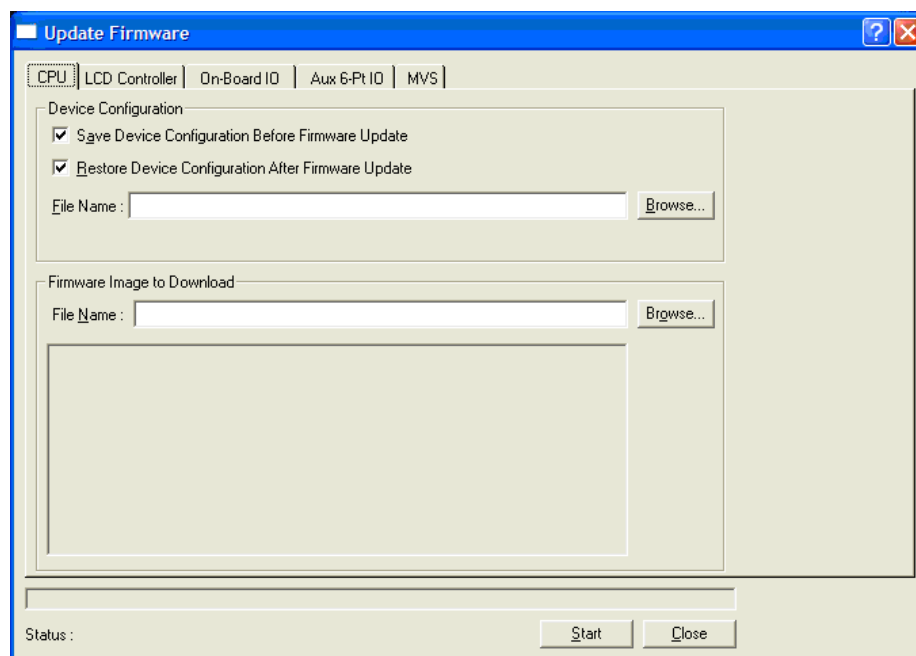 Update Firmware
CPU LCD Controller On-Board IO Aux 6-Pt IO MVS
Device Configuration
Save Device Configuration Before Firmware Update
Restore Device Configuration After Firmware Update
File Name : Browse...
Firmware Image to Download
File Name : Browse...
Status : Start Close